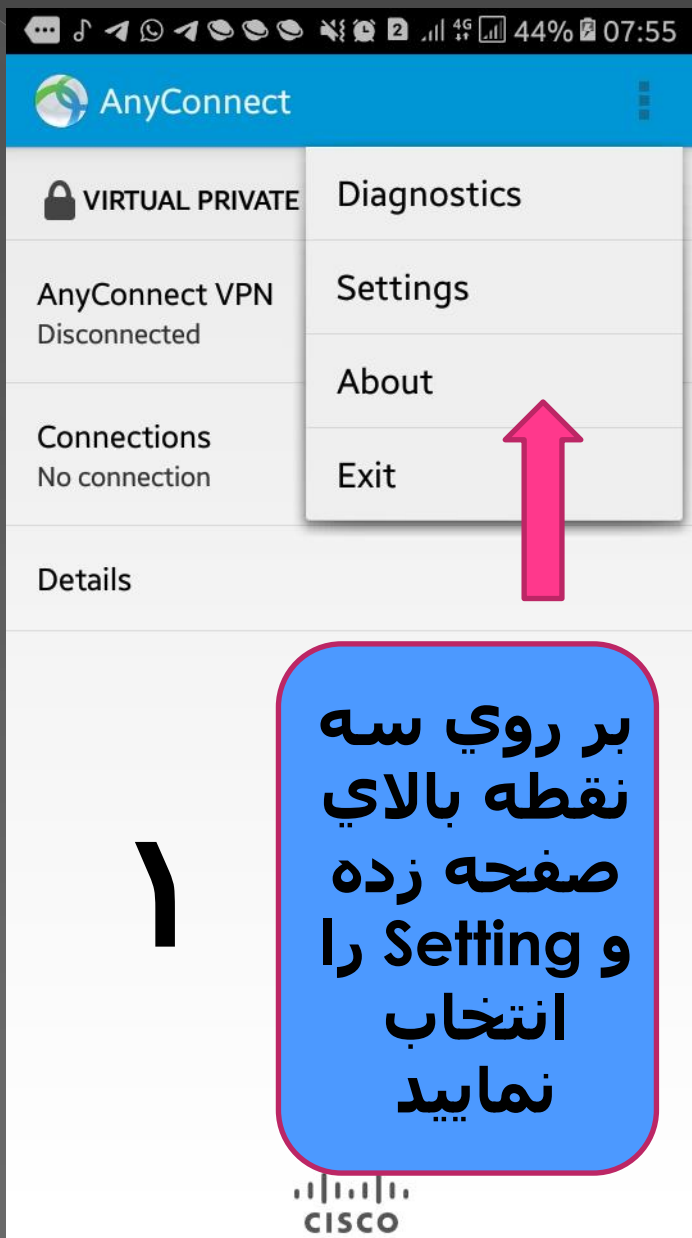 44% 07:55
AnyConnect
VIRTUAL PRIVATE
Diagnostics
AnyConnect VPN
Disconnected
Settings
About
Connections
No connection
Exit
Details
بر روي سه
نقطه بالاي
صفحه زده
و Setting را
انتخاب
نماييد
١
CISCO